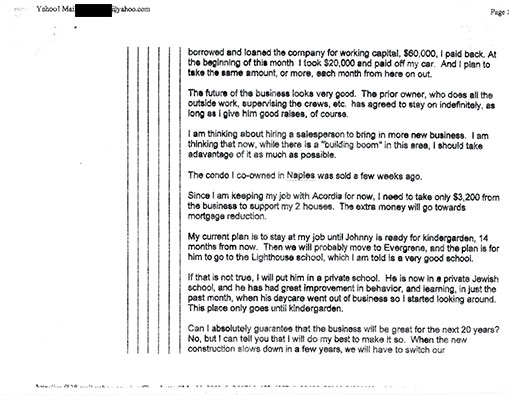 Yahoo! Mai @yahoo.com
Page
borrowed and loaned the company for working capital, $60,000, I paid back. At
the beginning of this month I took $20,000 and paid off my car. And I plan to
take the same amount, or more, each month from here on out.
The future of the business looks very good. The prior owner, who does all the
outside work, supervising the crews, etc. has agreed to stay on indefinitely, as
long as i give him good raises, of course.
I am thinking about hiring a salesperson to bring in more new business. I am
thinking that now, while there is a "building boom" in this area, I should take
adavantage of it as much as possible.
The condo I co-owned in Naples was sold a few weeks ago.
Since I am keeping my job with Acordia for now, I need to take only $3,200 from
the business to support my 2 houses. The extra money will go towards
mortgage reduction.
My current plan is to stay at my job until Johnny is ready for kindergarden, 14
months from now. Then we will probably move to Evergrene, and the plan is for
him to go to the Lighthouse school, which I am told is a very good school.
If that is not true, I will put him in a private school. He is now in a private Jewish
school, and he has had great improvement in behavior, and learning, in just the
past month, when his daycare went out of business so I started looking around.
This place only goes until kindergarden.
Can I absolutely guarantee that the business will be great for the next 20 years?
No, but I can tell you that I will do my best to make it so. When the new
construction slows down in a few years, we will have to switch our